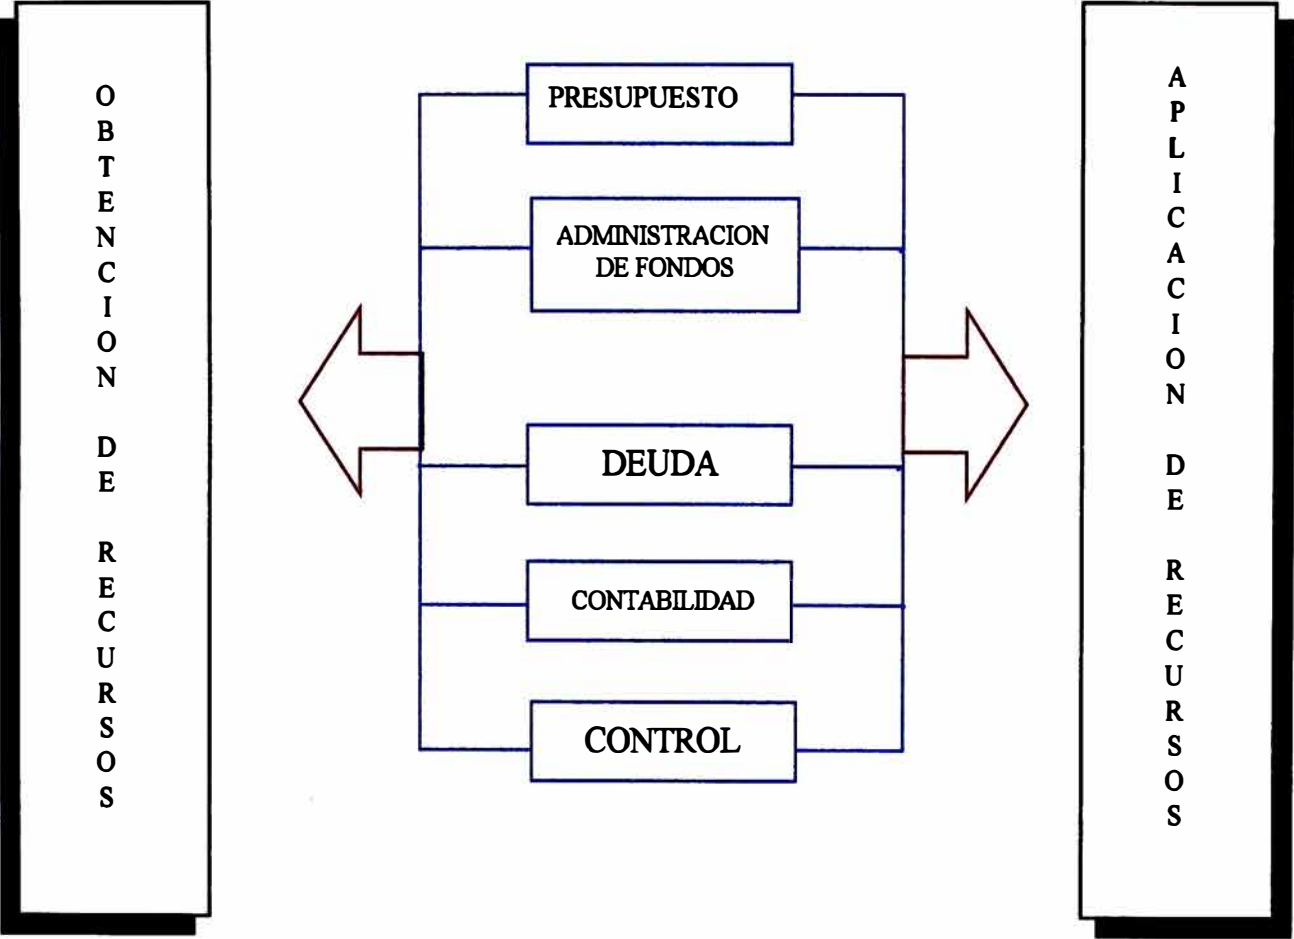 OBTENCION DE RECURSOS
PRESUPUESTO
ADMINISTRACION
DE FONDOS
DEUDA
CONTABILIDAD
CONTROL
APLICACION DE RECURSOS